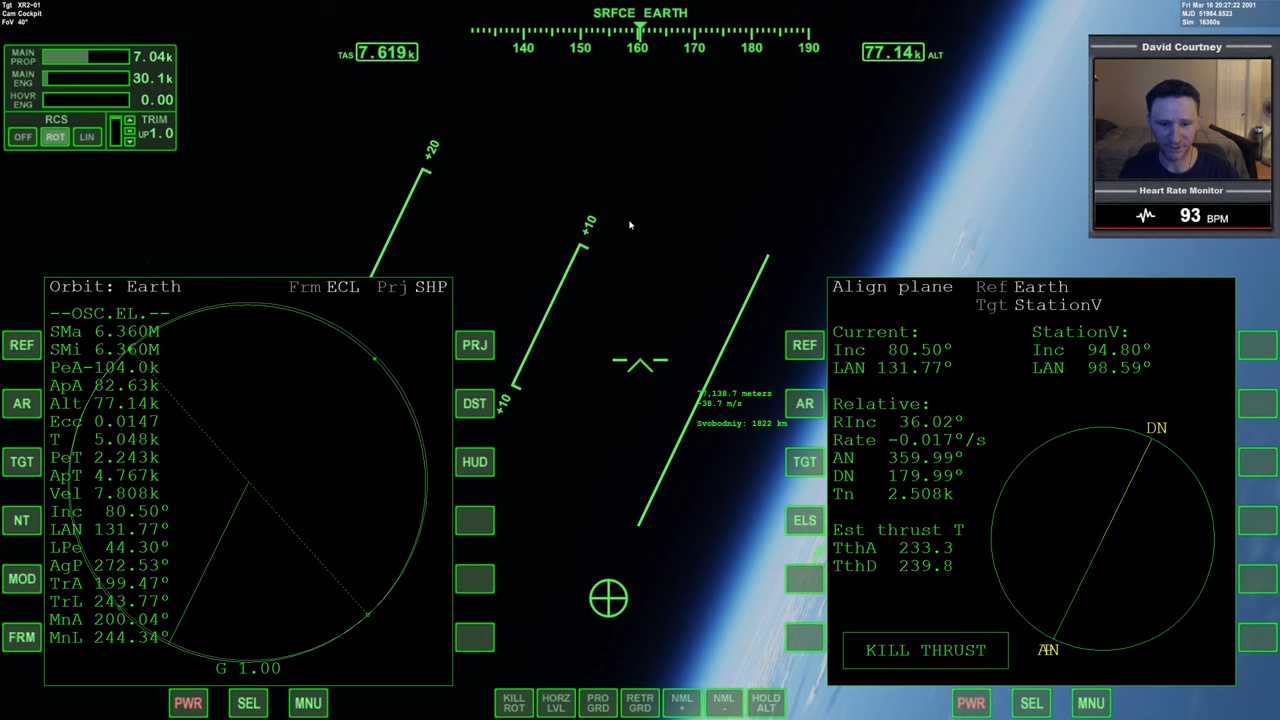 Tgt XR2-01
Cam Cockpit
FoV 40°
SRFCE EARTH
140 150 160 170 180 190
TAS 7.619k
77.14k ALT
Fri Mar 16 20:27:22 2001
MJD 51984.8523
Sim 16360s
MAIN PROP 7.04k
MAIN ENG 30.1k
HOVR ENG 0.00
RCS
OFF ROT LIN
TRIM
UP 1.0
David Courtney
Heart Rate Monitor
93 BPM
+20
+10
+10
77,138.7 meters
-38.7 m/s
Svobodniy: 1822 km
Orbit: Earth Frm ECL Prj SHP
--OSC.EL.--
SMa 6.360M
SMi 6.360M
PeA-104.0k
ApA 82.63k
Alt 77.14k
Ecc 0.0147
T 5.048k
PeT 2.243k
ApT 4.767k
Vel 7.808k
Inc 80.50°
LAN 131.77°
LPe 44.30°
AgP 272.53°
TrA 199.47°
TrL 243.77°
MnA 200.04°
MnL 244.34°
G 1.00
REF
AR
TGT
NT
MOD
FRM
PRJ
DST
HUD
PWR SEL MNU
KILL ROT
HORZ LVL
PRO GRD
RETR GRD
NML +
NML -
HOLD ALT
REF
AR
TGT
ELS
Align plane Ref Earth
Tgt StationV
Current: StationV:
Inc 80.50° Inc 94.80°
LAN 131.77° LAN 98.59°
Relative:
RInc 36.02°
Rate -0.017°/s
AN 359.99°
DN 179.99°
Tn 2.508k
Est thrust T
TthA 233.3
TthD 239.8
KILL THRUST
DN
AN
PWR SEL MNU